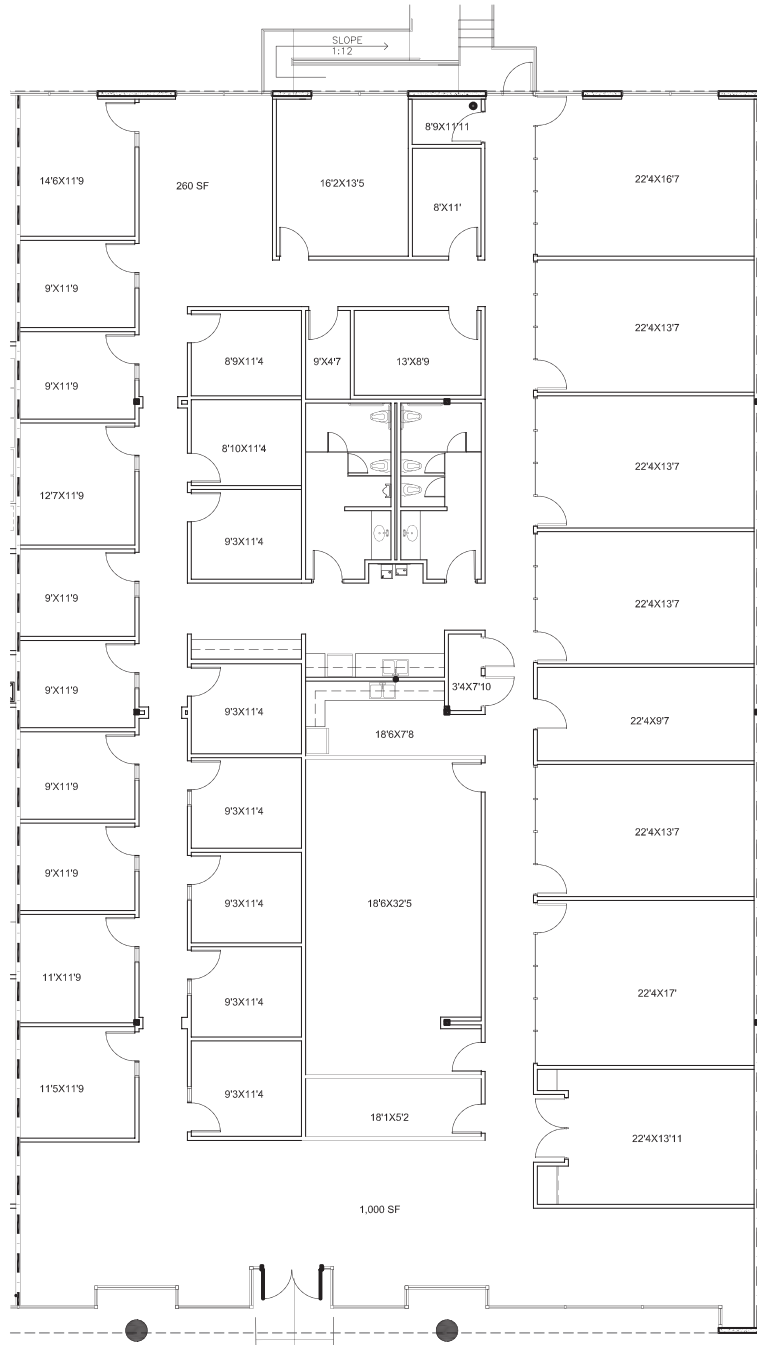 SLOPE
1:12
8'9X11'11
14'6X11'9
260 SF
16'2X13'5
22'4X16'7
8'X11'
9'X11'9
22'4X13'7
8'9X11'4
9'X4'7
13'X8'9
9'X11'9
8'10X11'4
22'4X13'7
12'7X11'9
9'3X11'4
9'X11'9
22'4X13'7
9'X11'9
3'4X7'10
9'3X11'4
22'4X9'7
18'6X7'8
9'X11'9
9'3X11'4
22'4X13'7
9'X11'9
9'3X11'4
18'6X32'5
11'X11'9
22'4X17'
9'3X11'4
11'5X11'9
9'3X11'4
18'1X5'2
22'4X13'11
1,000 SF